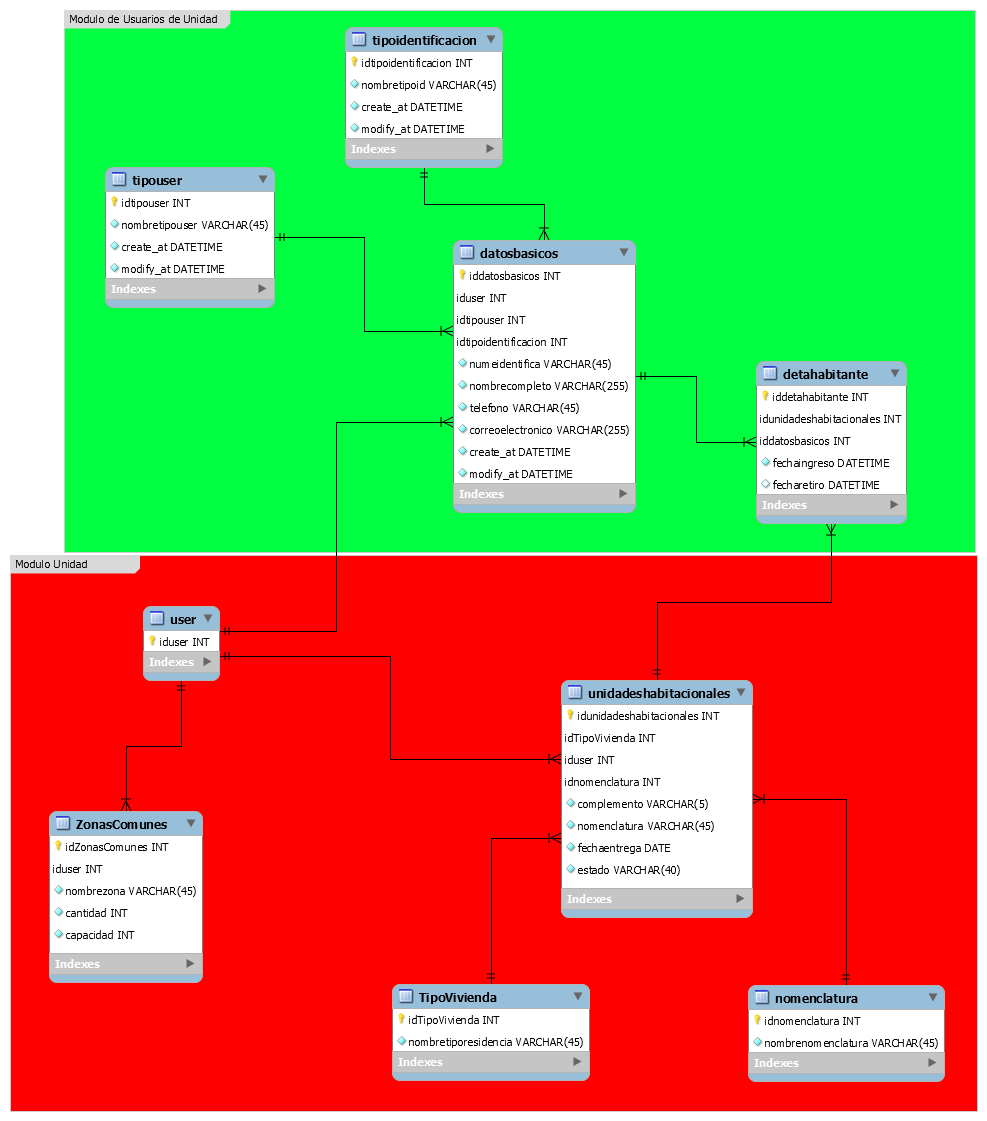 Modulo de Usuarios de Unidad
tipoidentificacion
idtipoidentificacion INT
nombretipoid VARCHAR(45)
create_at DATETIME
modify_at DATETIME
Indexes
tipouser
idtipouser INT
nombretipouser VARCHAR(45)
create_at DATETIME
modify_at DATETIME
Indexes
datosbasicos
iddatosbasicos INT
iduser INT
idtipouser INT
idtipoidentificacion INT
numeidentifica VARCHAR(45)
nombrecompleto VARCHAR(255)
telefono VARCHAR(45)
correoelectronico VARCHAR(255)
create_at DATETIME
modify_at DATETIME
Indexes
detahabitante
iddetahabitante INT
idunidadeshabitacionales INT
iddatosbasicos INT
fechaingreso DATETIME
fecharetiro DATETIME
Indexes
Modulo Unidad
user
iduser INT
Indexes
unidadeshabitacionales
idunidadeshabitacionales INT
idTipoVivienda INT
iduser INT
idnomenclatura INT
complemento VARCHAR(5)
nomenclatura VARCHAR(45)
fechaentrega DATE
estado VARCHAR(40)
Indexes
ZonasComunes
idZonasComunes INT
iduser INT
nombrezona VARCHAR(45)
cantidad INT
capacidad INT
Indexes
TipoVivienda
idTipoVivienda INT
nombretiporesidencia VARCHAR(45)
Indexes
nomenclatura
idnomenclatura INT
nombrenomenclatura VARCHAR(45)
Indexes